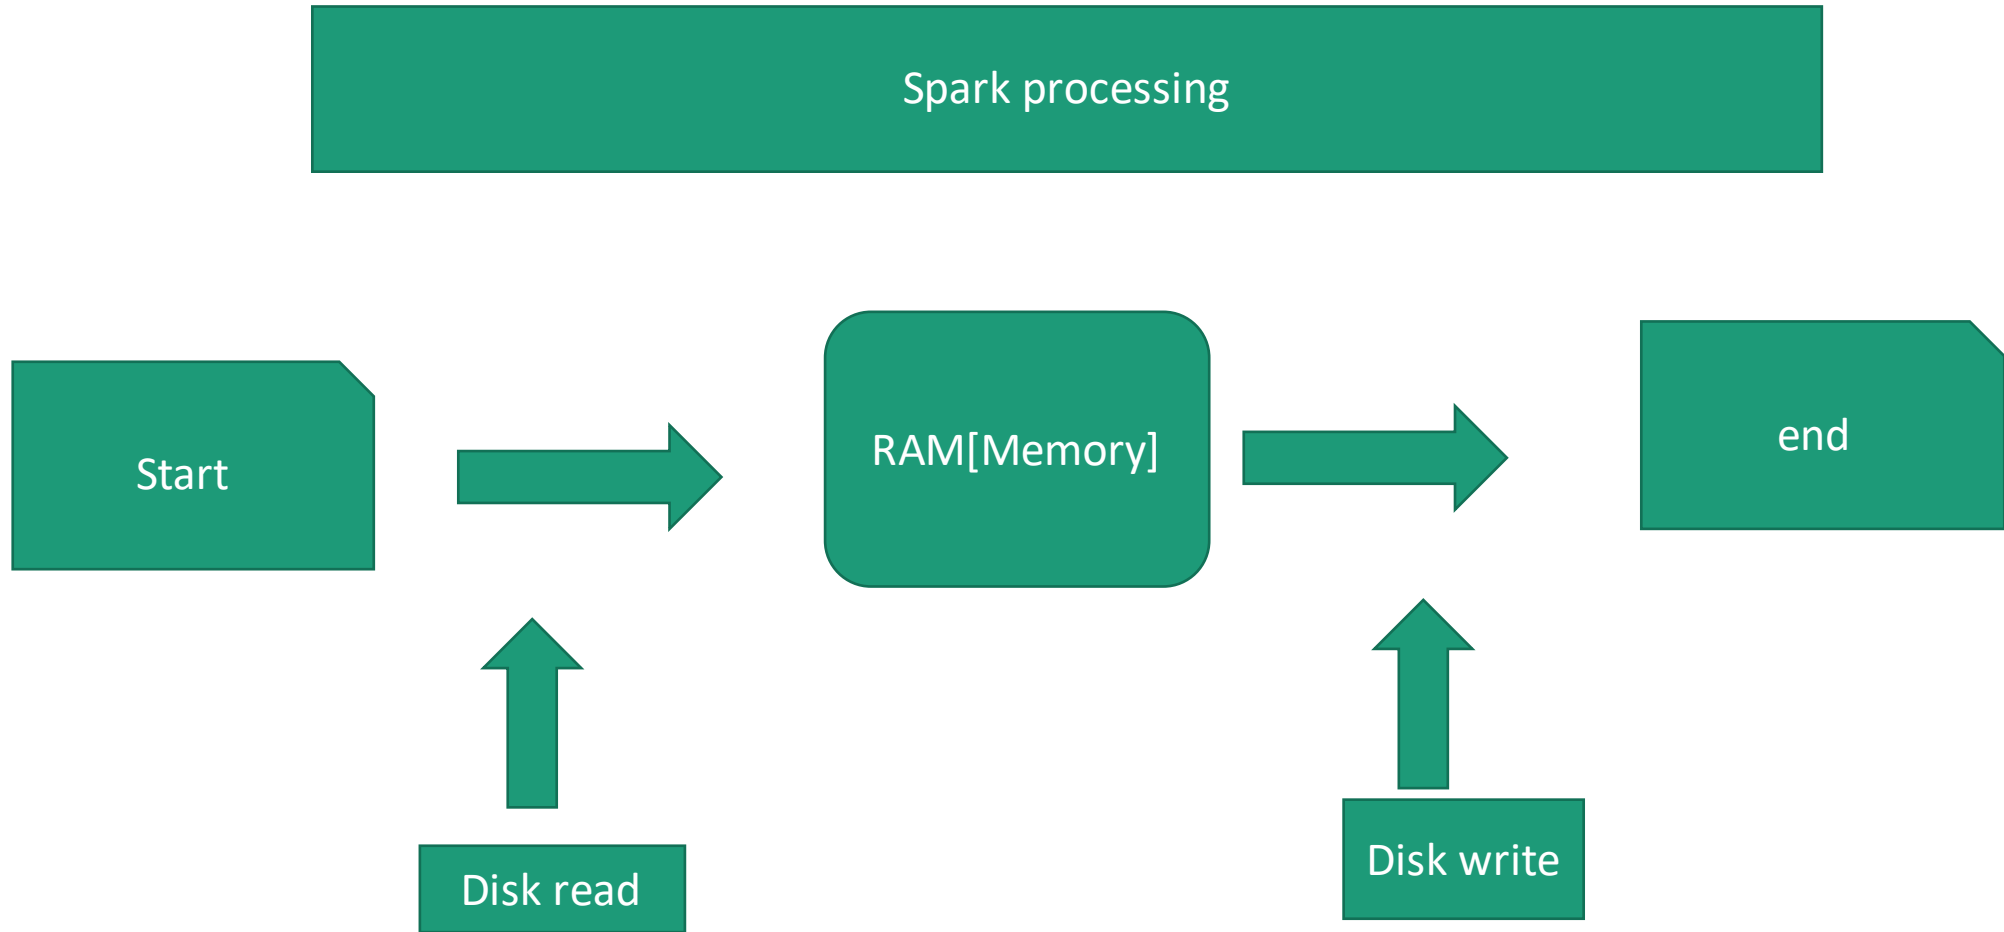 Spark processing
Start
RAM[Memory]
end
Disk read
Disk write